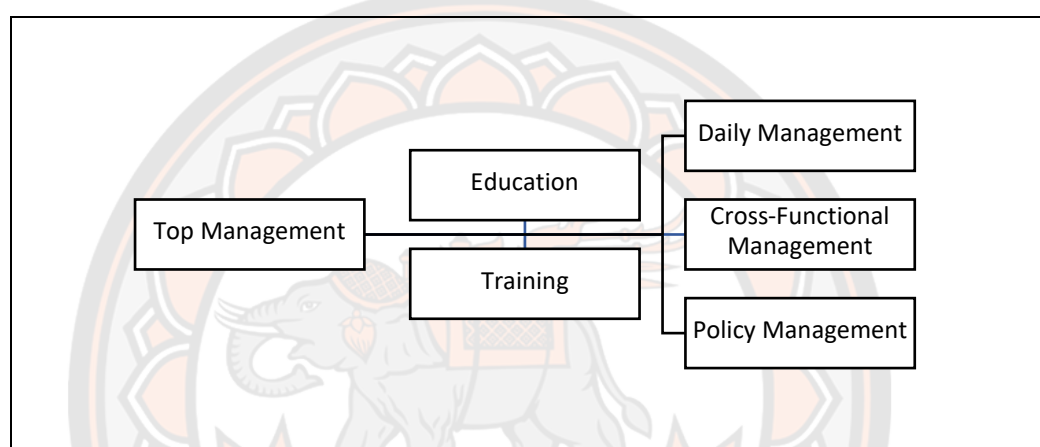 Top Management
Education
Training
Daily Management
Cross-Functional
Management
Policy Management